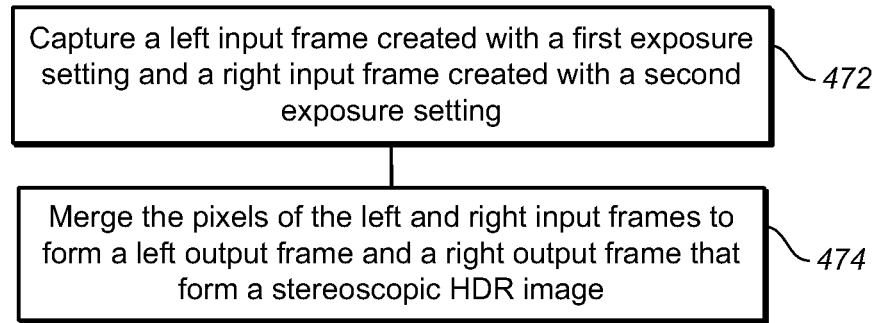 Capture a left input frame created with a first exposure
setting and a right input frame created with a second
exposure setting
472
Merge the pixels of the left and right input frames to
form a left output frame and a right output frame that
form a stereoscopic HDR image
474